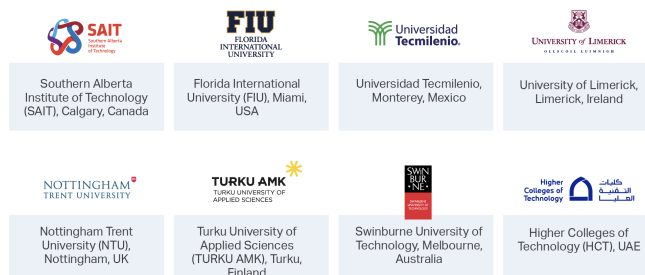 SAIT
Southern Alberta
Institute
of Technology
FIU
FLORIDA
INTERNATIONAL
UNIVERSITY
Universidad
Tecmilenio.
UNIVERSITY of LIMERICK
OLLSCOIL LUIMNIGH
Southern Alberta
Institute of Technology
(SAIT), Calgary, Canada
Florida International
University (FIU), Miami,
USA
Universidad Tecmilenio,
Monterey, Mexico
University of Limerick,
Limerick, Ireland
NOTTINGHAM
TRENT UNIVERSITY
TURKU AMK
TURKU UNIVERSITY OF
APPLIED SCIENCES
SWIN
BUR
NE
SWINBURNE
UNIVERSITY OF
TECHNOLOGY
Higher
Colleges of
Technology
كليات
التقنية
العليا
Nottingham Trent
University (NTU),
Nottingham, UK
Turku University of
Applied Sciences
(TURKU AMK), Turku,
Finland
Swinburne University of
Technology, Melbourne,
Australia
Higher Colleges of
Technology (HCT), UAE